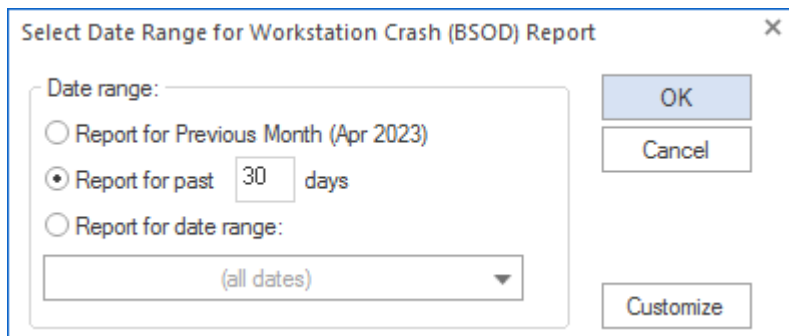 Select Date Range for Workstation Crash (BSOD) Report
Date range:
Report for Previous Month (Apr 2023)
Report for past 30 days
Report for date range:
(all dates)
OK
Cancel
Customize